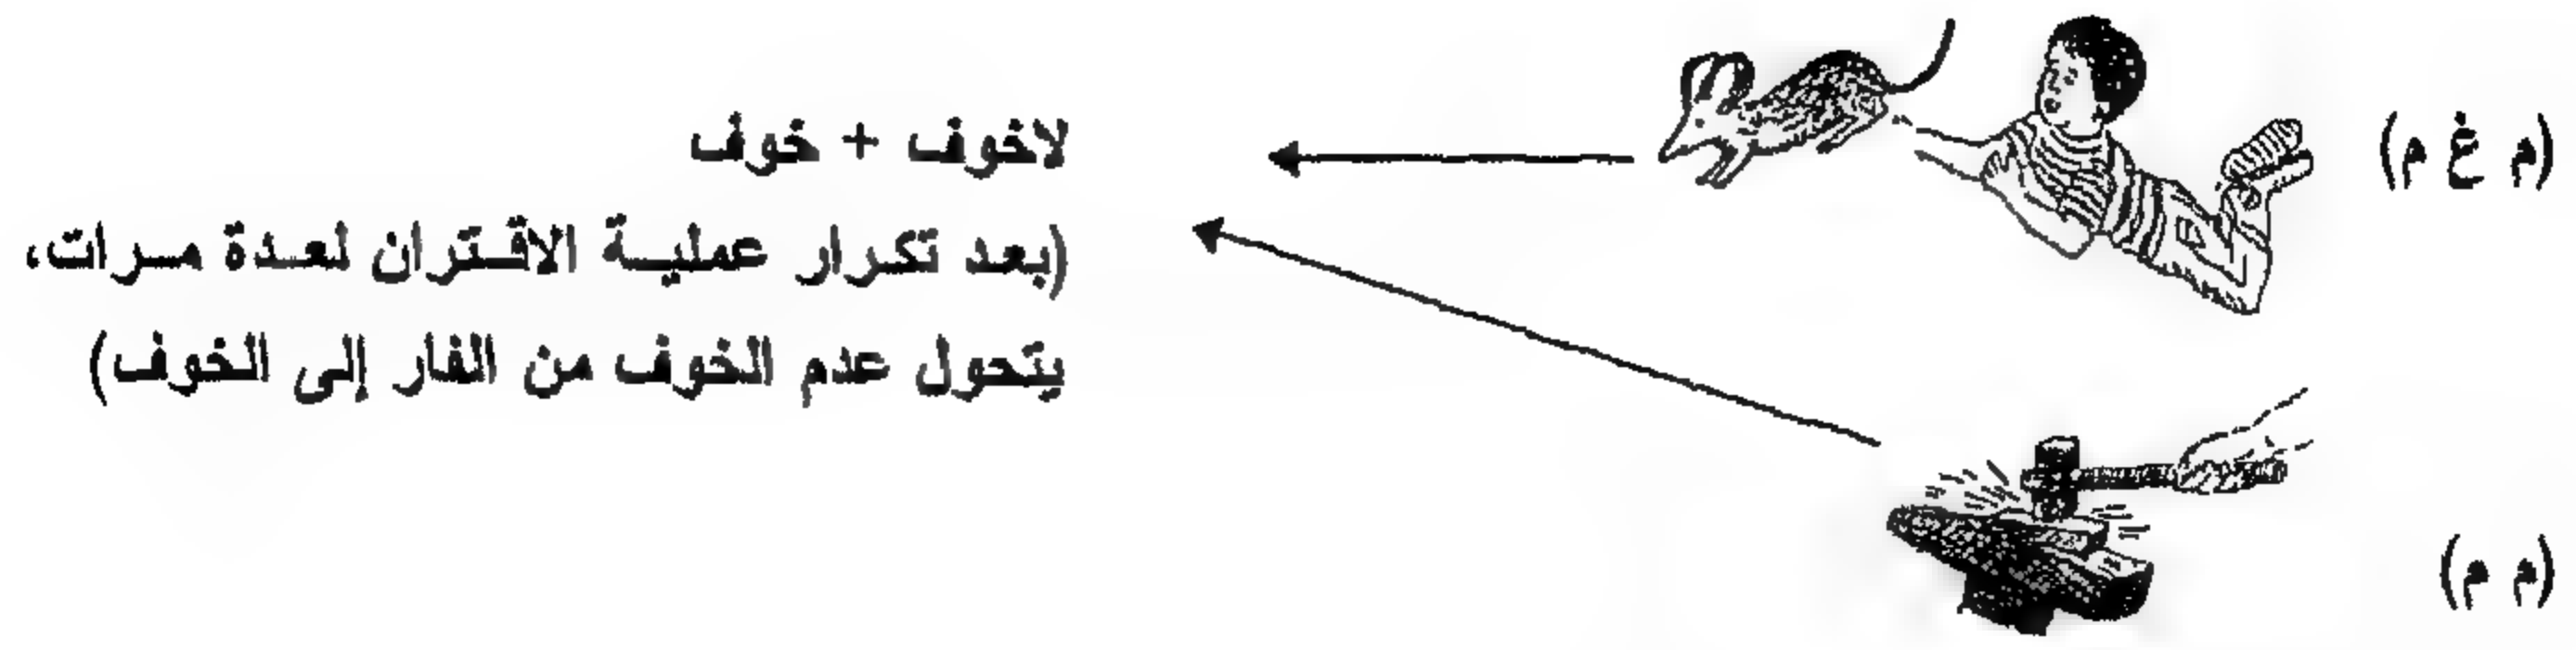 (م غ م)
لاخوف + خوف
(بعد تكرار عملية الاقتران لعدة مرات،
يتحول عدم الخوف من الفار إلى الخوف)
(م م)